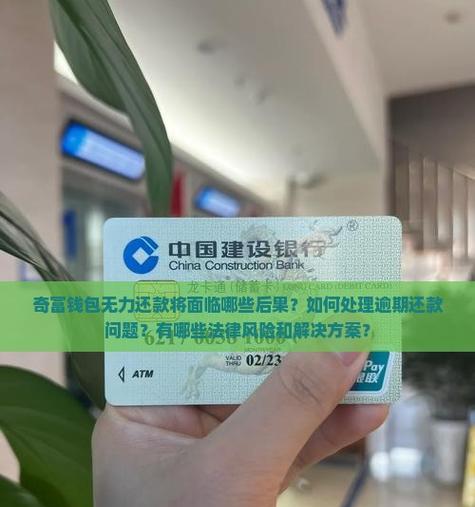 中国建设银行®
China Construction Bank
龙卡通(储蓄卡) LONG CARD (DEBIT CARD)
奇富钱包无力还款将面临哪些后果？如何处理逾期还款
问题？有哪些法律风险和解决方案？
VALID THRU 02/23
ATM
Pay